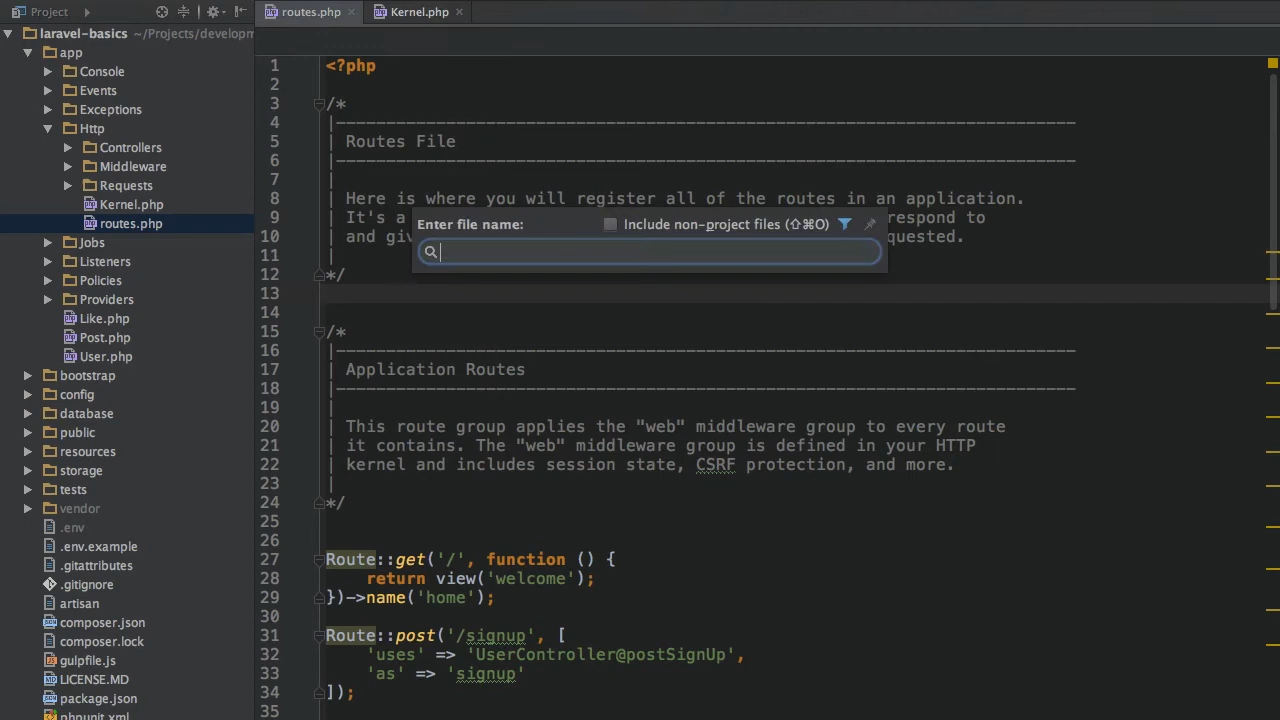 Project
routes.php
Kernel.php
laravel-basics ~/Projects/developm
app
Console
Events
Exceptions
Http
Controllers
Middleware
Requests
Kernel.php
routes.php
Jobs
Listeners
Policies
Providers
Like.php
Post.php
User.php
bootstrap
config
database
public
resources
storage
tests
vendor
.env
.env.example
.gitattributes
.gitignore
artisan
composer.json
composer.lock
gulpfile.js
LICENSE.MD
package.json
phpunit.xml
1 <?php
2
3 /*
4 |--------------------------------------------------------------------------
5 | Routes File
6 |--------------------------------------------------------------------------
7 |
8 | Here is where you will register all of the routes in an application.
9 | It's a respond to
10 | and giv quested.
11 |
12 */
13
14
15 /*
16 |--------------------------------------------------------------------------
17 | Application Routes
18 |--------------------------------------------------------------------------
19 |
20 | This route group applies the "web" middleware group to every route
21 | it contains. The "web" middleware group is defined in your HTTP
22 | kernel and includes session state, CSRF protection, and more.
23 |
24 */
25
26
27 Route::get('/', function () {
28 return view('welcome');
29 })->name('home');
30
31 Route::post('/signup', [
32 'uses' => 'UserController@postSignUp',
33 'as' => 'signup'
34 ]);
35
Enter file name:
Include non-project files (⇧⌘O)